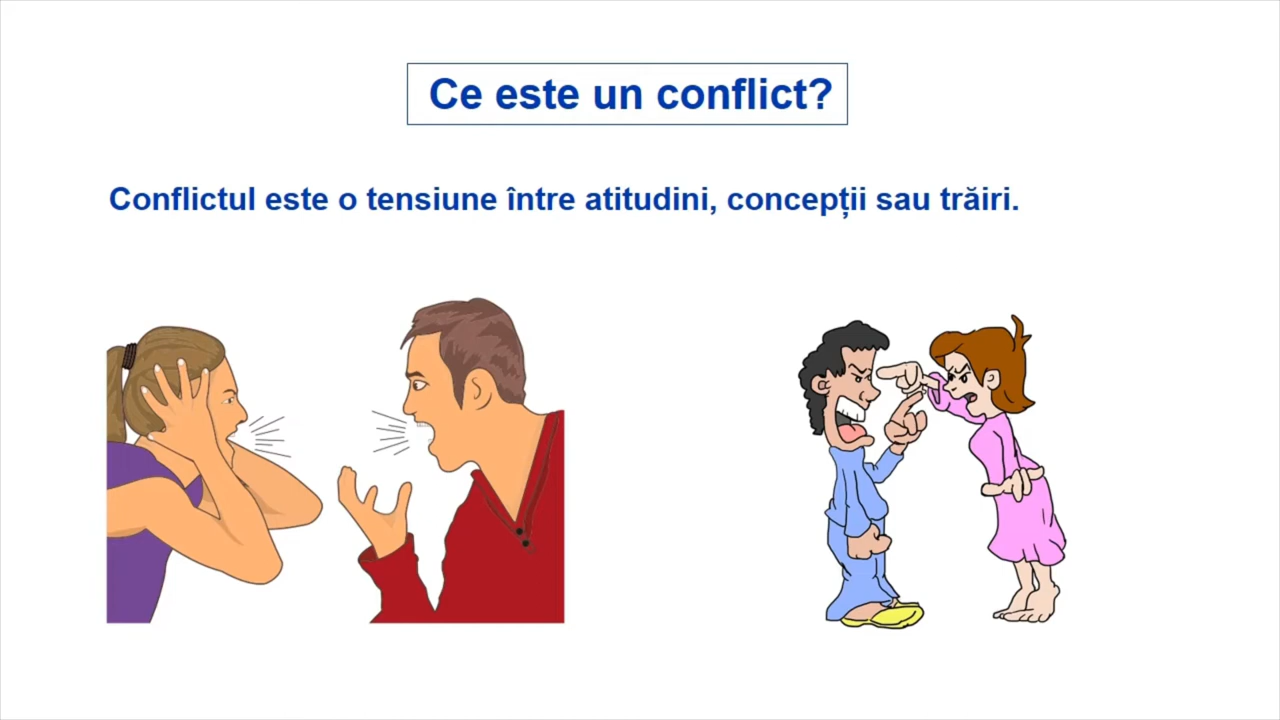 Ce este un conflict?
Conflictul este o tensiune între atitudini, concepții sau trăiri.